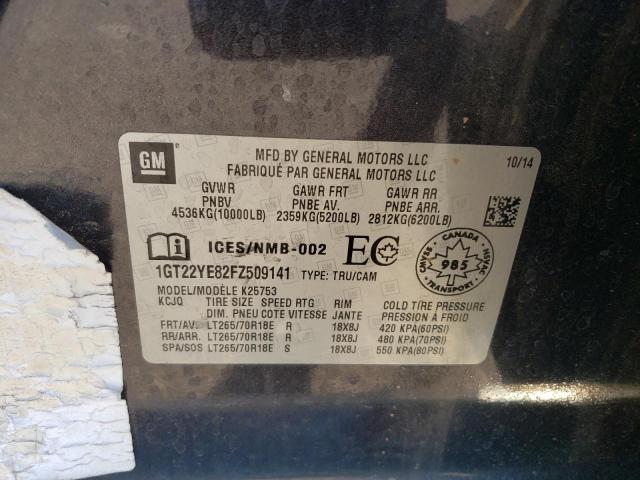 GM
MFD BY GENERAL MOTORS LLC
FABRIQUÉ PAR GENERAL MOTORS LLC
10/14
GVWR GAWR FRT GAWR RR
PNBV PNBE AV. PNBE ARR.
4536KG(10000LB) 2359KG(5200LB) 2812KG(6200LB)
ICES/NMB-002 EC
CANADA
CMVSS 985 NSVAC
TRANSPORT
1GT22YE82FZ509141 TYPE: TRU/CAM
MODEL/MODÈLE K25753
KCJQ TIRE SIZE SPEED RTG RIM COLD TIRE PRESSURE
DIM. PNEU COTE VITESSE JANTE PRESSION À FROID
FRT/AV. LT265/70R18E R 18X8J 420 KPA(60PSI)
RR/ARR. LT265/70R18E R 18X8J 480 KPA(70PSI)
SPA/SOS LT265/70R18E S 18X8J 550 KPA(80PSI)